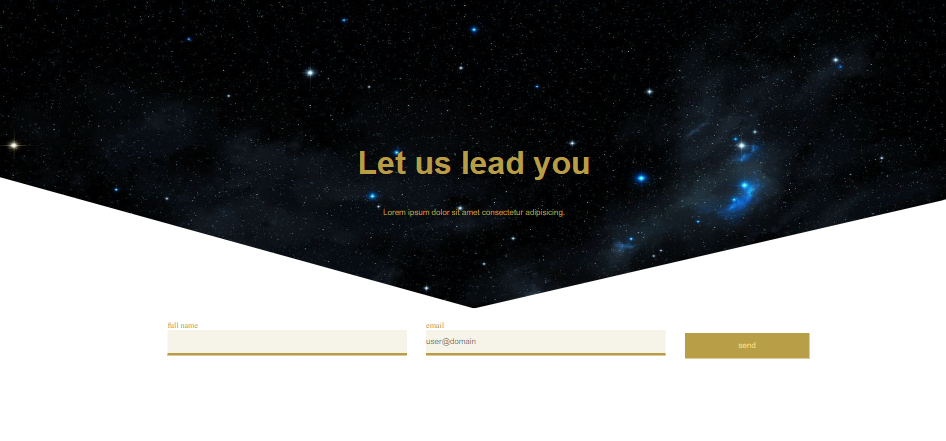 Let us lead you
Lorem ipsum dolor sit amet consectetur adipisicing.
full name
email
user@domain
send